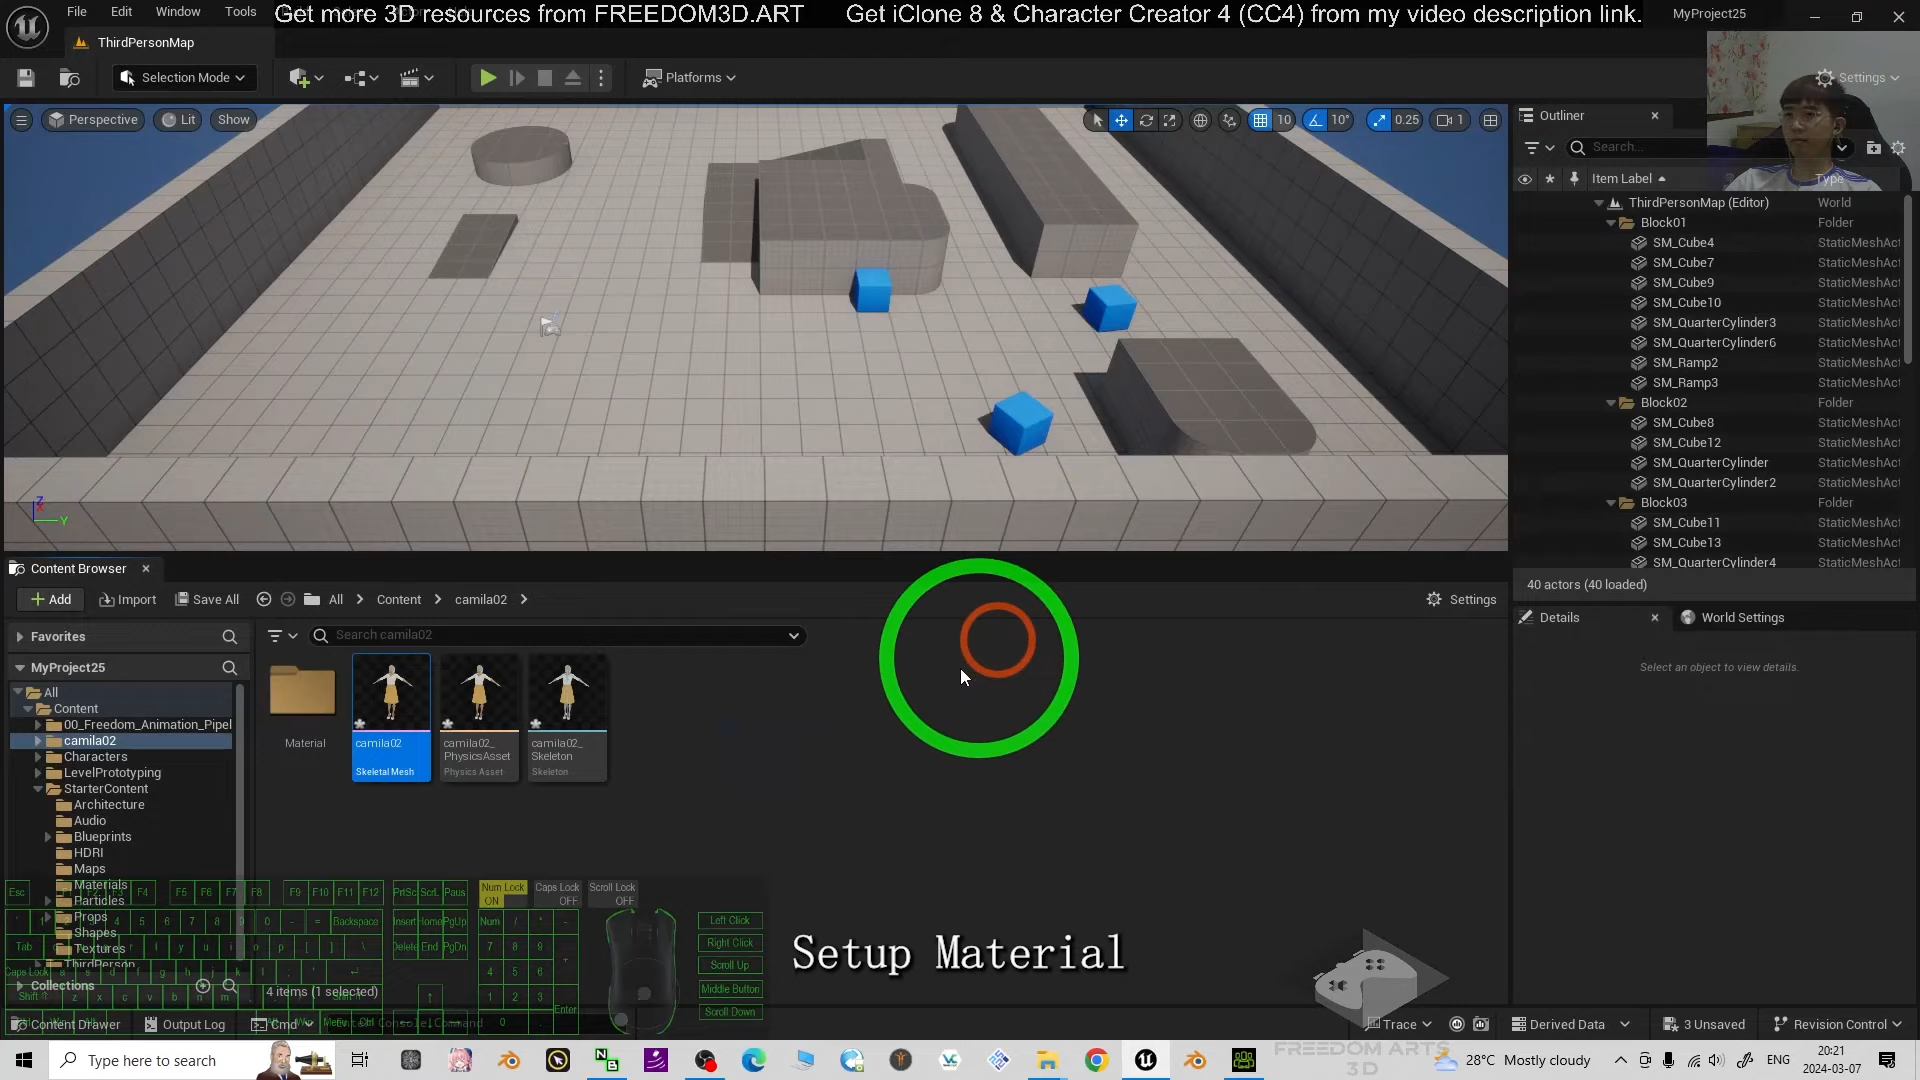 File Edit Window Tools
Get more 3D resources from FREEDOM3D.ART Get iClone 8 & Character Creator 4 (CC4) from my video description link.
MyProject25
ThirdPersonMap
Selection Mode
Platforms
Settings
Perspective Lit Show
10 10° 0.25 1
Outliner
Search...
Item Label Type
ThirdPersonMap (Editor) World
Block01 Folder
SM_Cube4 StaticMeshAct
SM_Cube7 StaticMeshAct
SM_Cube9 StaticMeshAct
SM_Cube10 StaticMeshAct
SM_QuarterCylinder3 StaticMeshAct
SM_QuarterCylinder6 StaticMeshAct
SM_Ramp2 StaticMeshAct
SM_Ramp3 StaticMeshAct
Block02 Folder
SM_Cube8 StaticMeshAct
SM_Cube12 StaticMeshAct
SM_QuarterCylinder StaticMeshAct
SM_QuarterCylinder2 StaticMeshAct
Block03 Folder
SM_Cube11 StaticMeshAct
SM_Cube13 StaticMeshAct
SM_QuarterCylinder4 StaticMeshAct
40 actors (40 loaded)
Details World Settings
Select an object to view details.
Z
Y
Content Browser
Add Import Save All All Content camila02 Settings
Favorites
Search camila02
MyProject25
All
Content
00_Freedom_Animation_Pipel
camila02
Characters
LevelPrototyping
StarterContent
Architecture
Audio
Blueprints
HDRI
Maps
Materials
Particles
Props
Shapes
Textures
ThirdPerson
Collections
Material
camila02
Skeletal Mesh
camila02_
PhysicsAsset
Physics Asset
camila02_
Skeleton
Skeleton
4 items (1 selected)
Esc F4 F5 F6 F7 F8 F9 F10 F11 F12 PrtSc ScrL Paus
Num Lock
ON
Caps Lock
OFF
Scroll Lock
OFF
Backspace Insert Home PgUp Num / * -
Tab Delete End PgDn 7 8 9 +
Caps Lock 4 5 6
Shift 1 2 3 Enter
Left Click
Right Click
Scroll Up
Middle Button
Scroll Down
Setup Material
Content Drawer Output Log Cmd
Trace Derived Data 3 Unsaved Revision Control
FREEDOM ARTS
3D
Type here to search
28°C Mostly cloudy
ENG
20:21
2024-03-07